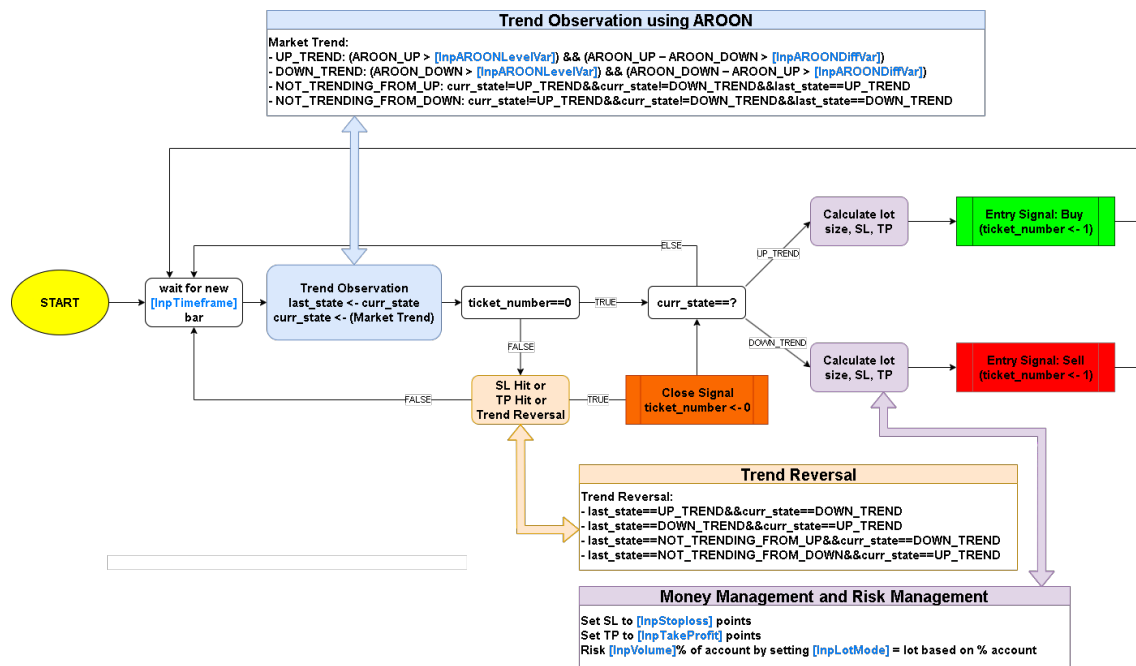 Trend Observation using AROON
Market Trend:
- UP_TREND: (AROON_UP > [InpAROONLevelVar]) && (AROON_UP – AROON_DOWN > [InpAROONDiffVar])
- DOWN_TREND: (AROON_DOWN > [InpAROONLevelVar]) && (AROON_DOWN – AROON_UP > [InpAROONDiffVar])
- NOT_TRENDING_FROM_UP: curr_state!=UP_TREND&&curr_state!=DOWN_TREND&&last_state==UP_TREND
- NOT_TRENDING_FROM_DOWN: curr_state!=UP_TREND&&curr_state!=DOWN_TREND&&last_state==DOWN_TREND
START
wait for new
[InpTimeframe]
bar
Trend Observation
last_state <- curr_state
curr_state <- (Market Trend)
ticket_number==0
TRUE
curr_state==?
ELSE
UP_TREND
Calculate lot
size, SL, TP
Entry Signal: Buy
(ticket_number <- 1)
DOWN_TREND
Calculate lot
size, SL, TP
Entry Signal: Sell
(ticket_number <- 1)
FALSE
SL Hit or
TP Hit or
Trend Reversal
FALSE
TRUE
Close Signal
ticket_number <- 0
Trend Reversal
Trend Reversal:
- last_state==UP_TREND&&curr_state==DOWN_TREND
- last_state==DOWN_TREND&&curr_state==UP_TREND
- last_state==NOT_TRENDING_FROM_UP&&curr_state==DOWN_TREND
- last_state==NOT_TRENDING_FROM_DOWN&&curr_state==UP_TREND
Money Management and Risk Management
Set SL to [InpStoploss] points
Set TP to [InpTakeProfit] points
Risk [InpVolume]% of account by setting [InpLotMode] = lot based on % account